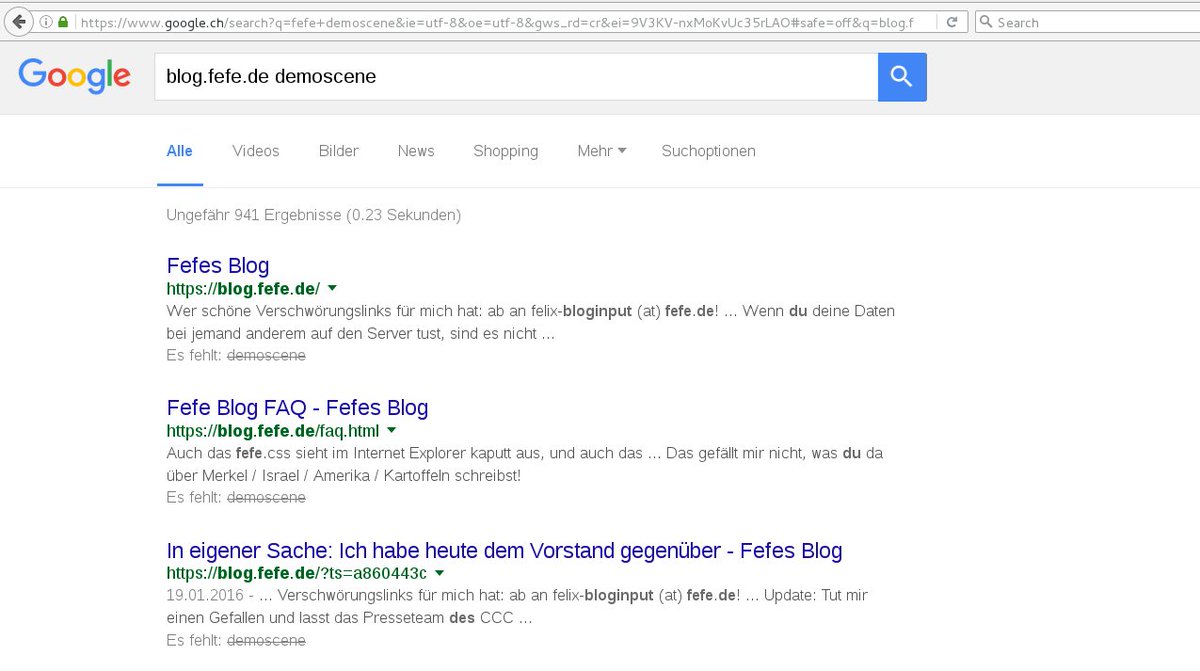 https://www.google.ch/search?q=fefe+demoscene&ie=utf-8&oe=utf-8&gws_rd=cr&ei=9V3KV-nxMoKvUc35rLAO#safe=off&q=blog.f
Search
Google
blog.fefe.de demoscene
Alle Videos Bilder News Shopping Mehr Suchoptionen
Ungefähr 941 Ergebnisse (0.23 Sekunden)
Fefes Blog
https://blog.fefe.de/
Wer schöne Verschwörungslinks für mich hat: ab an felix-bloginput (at) fefe.de! ... Wenn du deine Daten
bei jemand anderem auf den Server tust, sind es nicht ...
Es fehlt: demoscene
Fefe Blog FAQ - Fefes Blog
https://blog.fefe.de/faq.html
Auch das fefe.css sieht im Internet Explorer kaputt aus, und auch das ... Das gefällt mir nicht, was du da
über Merkel / Israel / Amerika / Kartoffeln schreibst!
Es fehlt: demoscene
In eigener Sache: Ich habe heute dem Vorstand gegenüber - Fefes Blog
https://blog.fefe.de/?ts=a860443c
19.01.2016 - ... Verschwörungslinks für mich hat: ab an felix-bloginput (at) fefe.de! ... Update: Tut mir
einen Gefallen und lasst das Presseteam des CCC ...
Es fehlt: demoscene